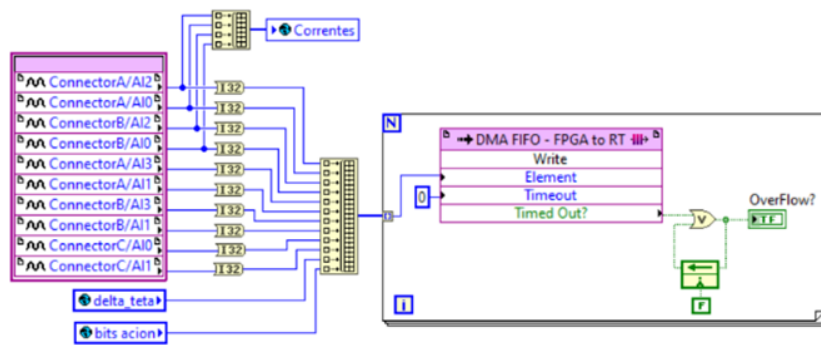 Correntes
ConnectorA/AI2
ConnectorA/AI0
ConnectorB/AI2
ConnectorB/AI0
ConnectorA/AI3
ConnectorA/AI1
ConnectorB/AI3
ConnectorB/AI1
ConnectorC/AI0
ConnectorC/AI1
I32
I32
I32
I32
I32
I32
I32
I32
I32
I32
delta_teta
bits acion
N
DMA FIFO - FPGA to RT
Write
Element
0
Timeout
Timed Out?
OverFlow?
V
TF
F
i